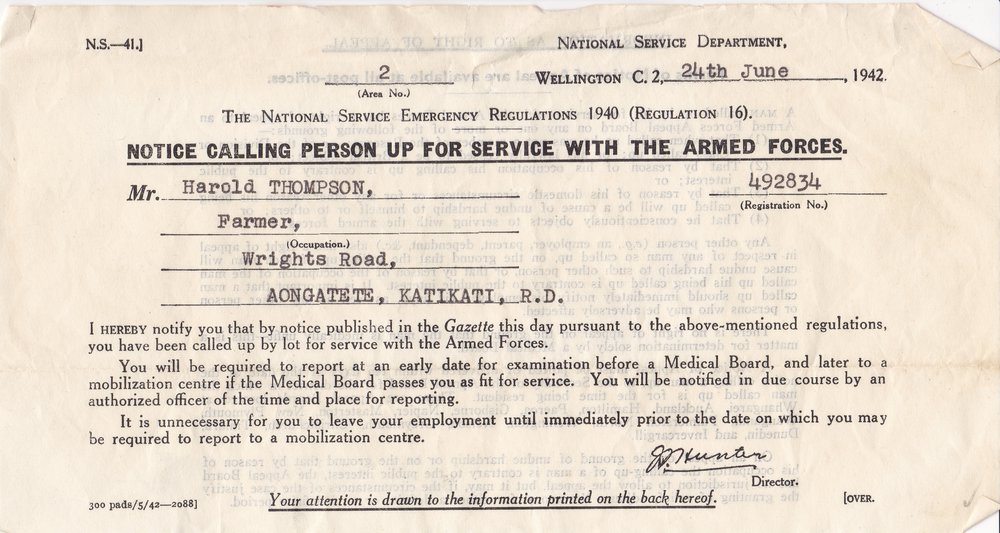 N.S.—41.]
NATIONAL SERVICE DEPARTMENT,
2
(Area No.)
WELLINGTON C. 2, 24th June, 1942.
THE NATIONAL SERVICE EMERGENCY REGULATIONS 1940 (REGULATION 16).
NOTICE CALLING PERSON UP FOR SERVICE WITH THE ARMED FORCES.
Mr. Harold THOMPSON,
492834
(Registration No.)
Farmer,
(Occupation.)
Wrights Road,
AONGATETE, KATIKATI, R.D.
I HEREBY notify you that by notice published in the Gazette this day pursuant to the above-mentioned regulations,
you have been called up by lot for service with the Armed Forces.
You will be required to report at an early date for examination before a Medical Board, and later to a
mobilization centre if the Medical Board passes you as fit for service. You will be notified in due course by an
authorized officer of the time and place for reporting.
It is unnecessary for you to leave your employment until immediately prior to the date on which you may
be required to report to a mobilization centre.
Hunter
Director.
300 pads/5/42—2088]
Your attention is drawn to the information printed on the back hereof.
[OVER.